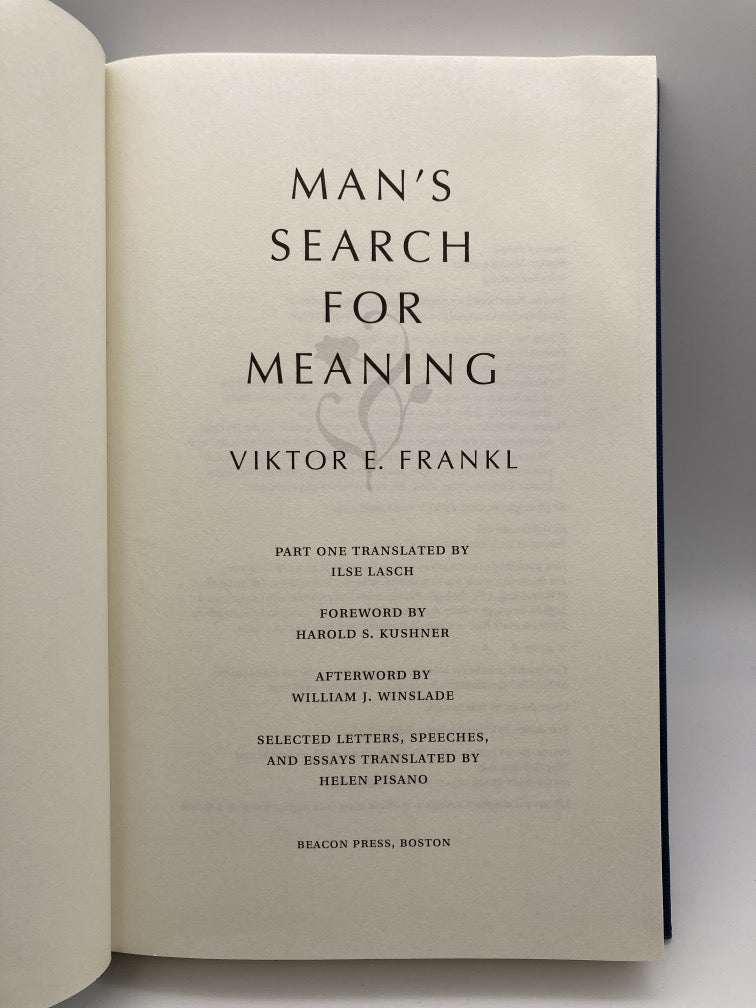 MAN'S
SEARCH
FOR
MEANING
VIKTOR E. FRANKL
PART ONE TRANSLATED BY
ILSE LASCH
FOREWORD BY
HAROLD S. KUSHNER
AFTERWORD BY
WILLIAM J. WINSLADE
SELECTED LETTERS, SPEECHES,
AND ESSAYS TRANSLATED BY
HELEN PISANO
BEACON PRESS, BOSTON